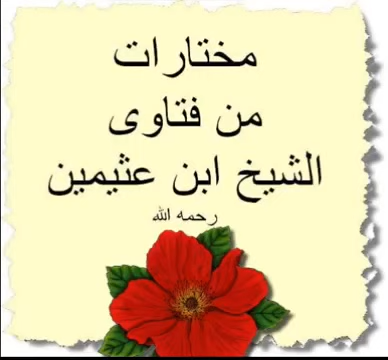 مختارات
من فتاوى
الشيخ ابن عثيمين
رحمه الله